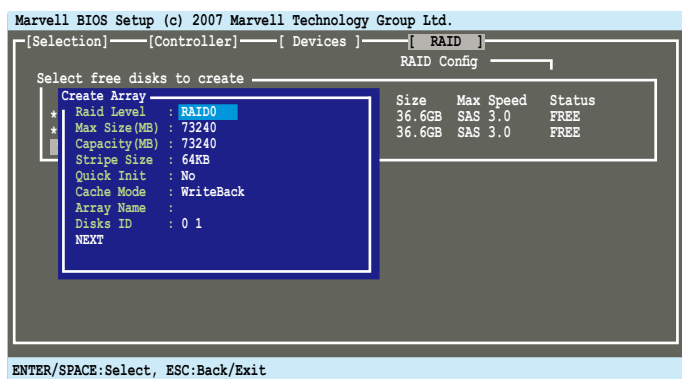 Marvell BIOS Setup (c) 2007 Marvell Technology Group Ltd.
[Selection] [Controller] [ Devices ] [ RAID ]
RAID Config
Select free disks to create
Create Array
Size Max Speed Status
* Raid Level : RAID0 36.6GB SAS 3.0 FREE
* Max Size(MB) : 73240 36.6GB SAS 3.0 FREE
Capacity(MB) : 73240
Stripe Size : 64KB
Quick Init : No
Cache Mode : WriteBack
Array Name :
Disks ID : 0 1
NEXT
ENTER/SPACE:Select, ESC:Back/Exit